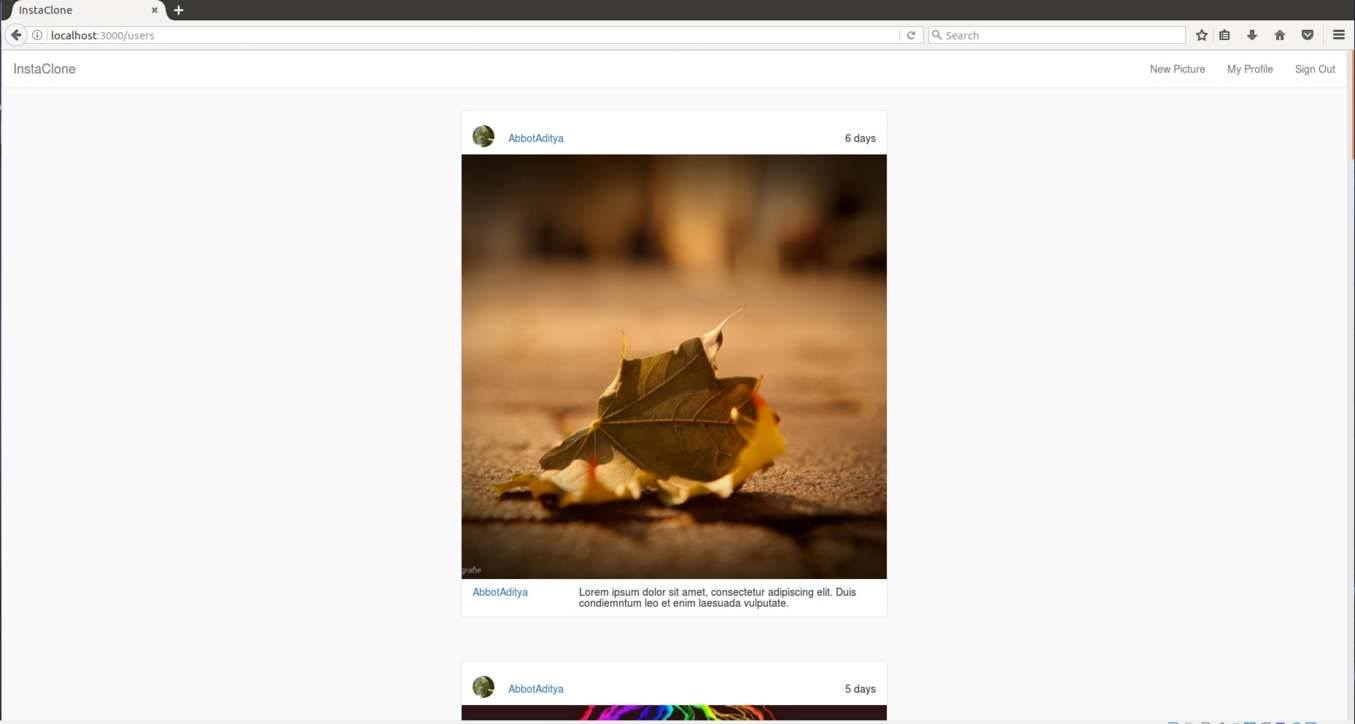 InstaClone
localhost:3000/users
Search
InstaClone
New Picture My Profile Sign Out
AbbotAditya 6 days
grafie
AbbotAditya Lorem ipsum dolor sit amet, consectetur adipiscing elit. Duis
condiemntum leo et enim laesuada vulputate.
AbbotAditya 5 days